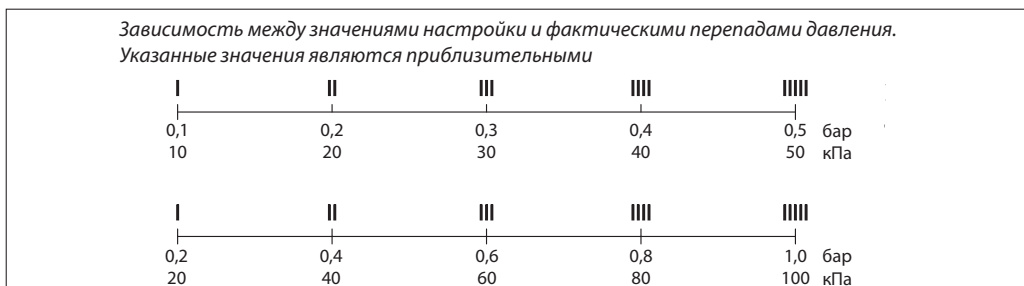 Зависимость между значениями настройки и фактическими перепадами давления.
Указанные значения являются приблизительными
I II III IIII IIIII
0,1 0,2 0,3 0,4 0,5 бар
10 20 30 40 50 кПа
I II III IIII IIIII
0,2 0,4 0,6 0,8 1,0 бар
20 40 60 80 100 кПа